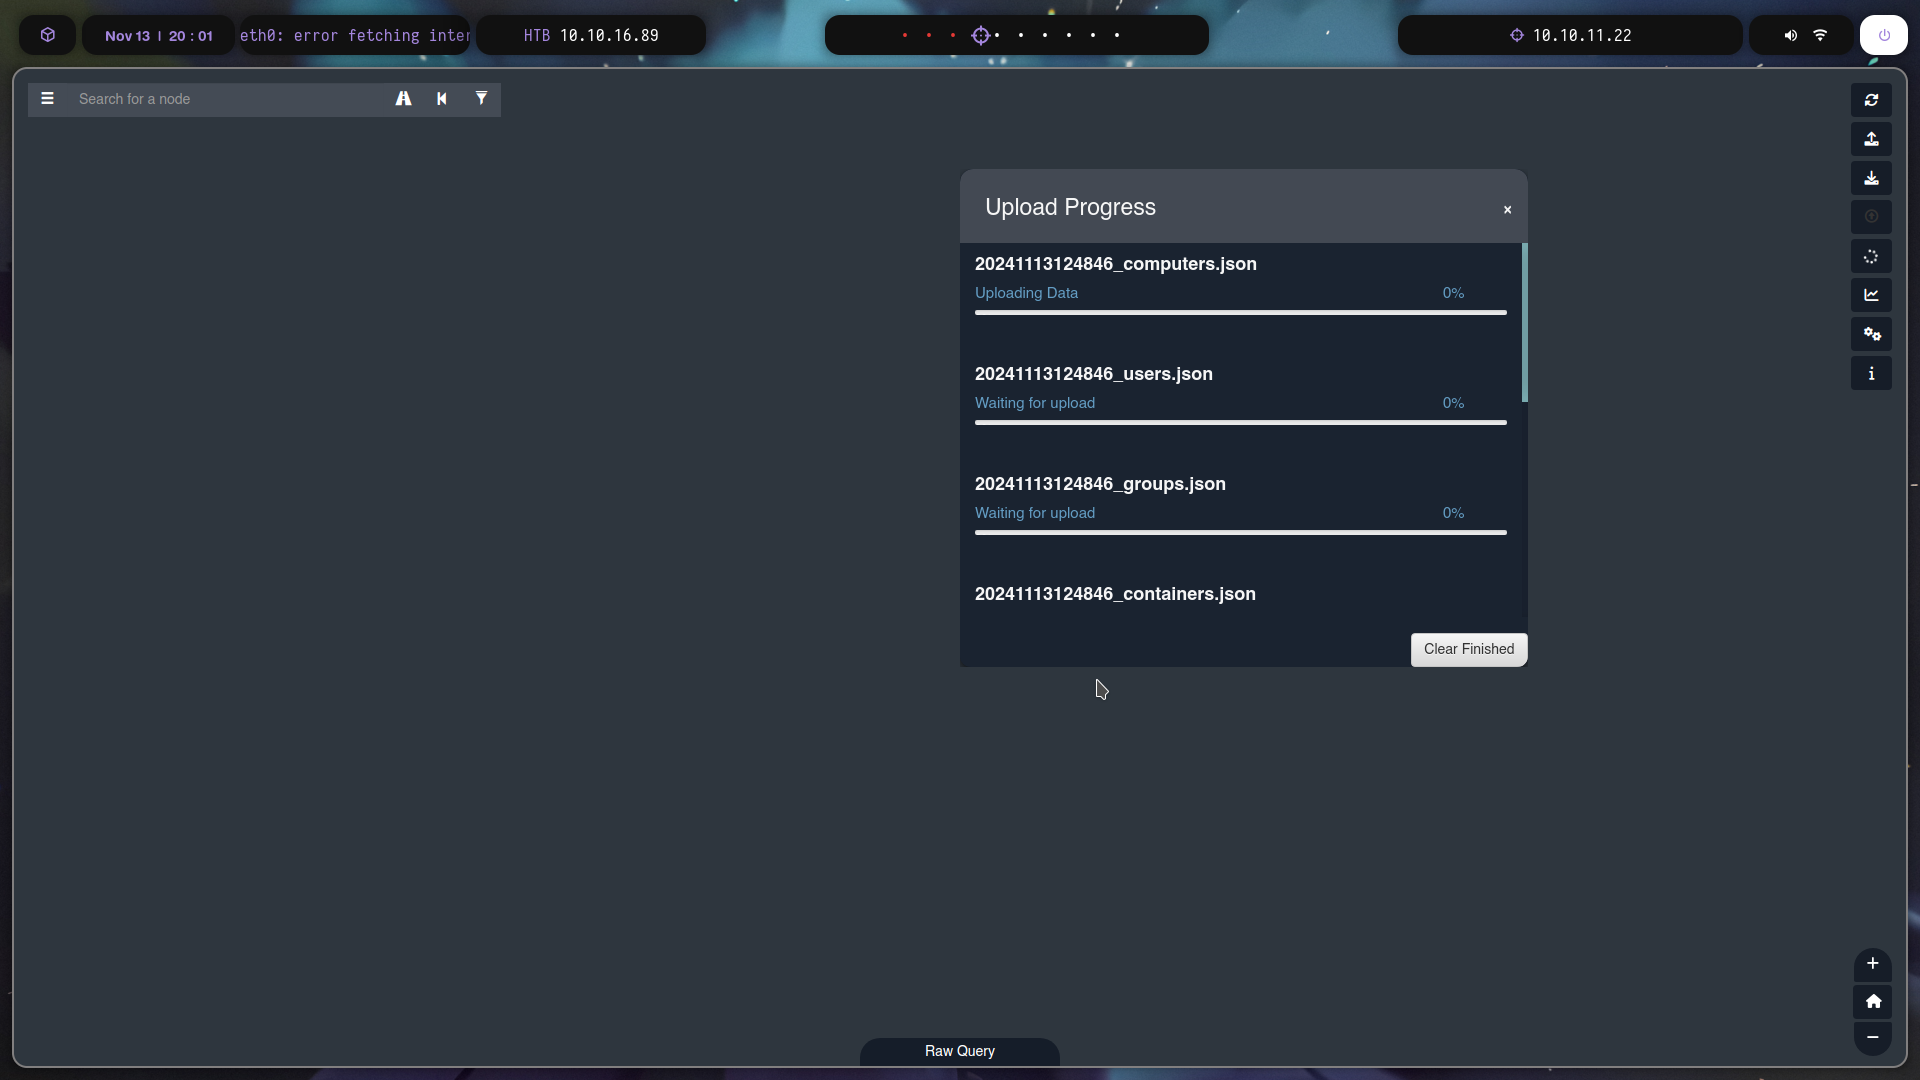 Nov 13 | 20 : 01
eth0: error fetching inter
HTB 10.10.16.89
10.10.11.22
Search for a node
Upload Progress
×
20241113124846_computers.json
Uploading Data 0%
20241113124846_users.json
Waiting for upload 0%
20241113124846_groups.json
Waiting for upload 0%
20241113124846_containers.json
Clear Finished
Raw Query